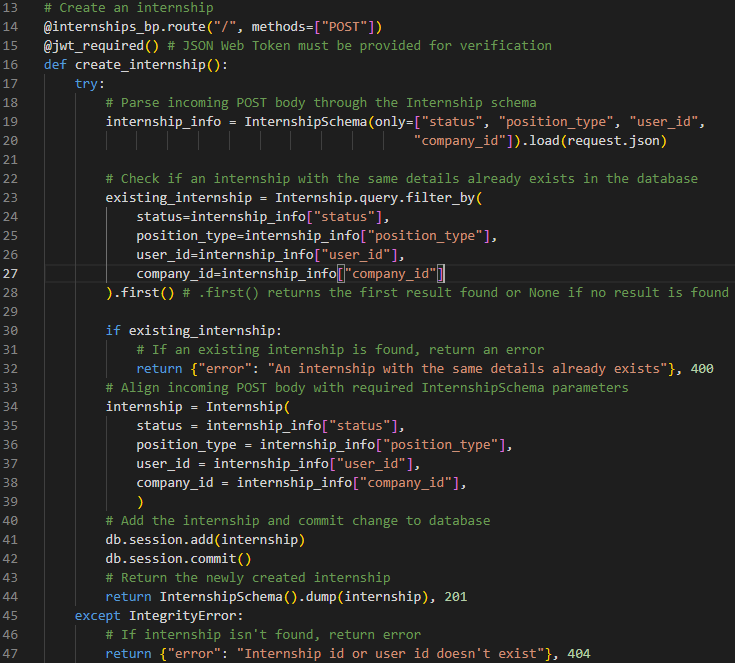 13 # Create an internship
14 @internships_bp.route("/", methods=["POST"])
15 @jwt_required() # JSON Web Token must be provided for verification
16 def create_internship():
17     try:
18         # Parse incoming POST body through the Internship schema
19         internship_info = InternshipSchema(only=["status", "position_type", "user_id",
20                                                 "company_id"]).load(request.json)
21
22         # Check if an internship with the same details already exists in the database
23         existing_internship = Internship.query.filter_by(
24             status=internship_info["status"],
25             position_type=internship_info["position_type"],
26             user_id=internship_info["user_id"],
27             company_id=internship_info["company_id"]
28         ).first() # .first() returns the first result found or None if no result is found
29
30         if existing_internship:
31             # If an existing internship is found, return an error
32             return {"error": "An internship with the same details already exists"}, 400
33         # Align incoming POST body with required InternshipSchema parameters
34         internship = Internship(
35             status = internship_info["status"],
36             position_type = internship_info["position_type"],
37             user_id = internship_info["user_id"],
38             company_id = internship_info["company_id"],
39             )
40         # Add the internship and commit change to database
41         db.session.add(internship)
42         db.session.commit()
43         # Return the newly created internship
44         return InternshipSchema().dump(internship), 201
45     except IntegrityError:
46         # If internship isn't found, return error
47         return {"error": "Internship id or user id doesn't exist"}, 404